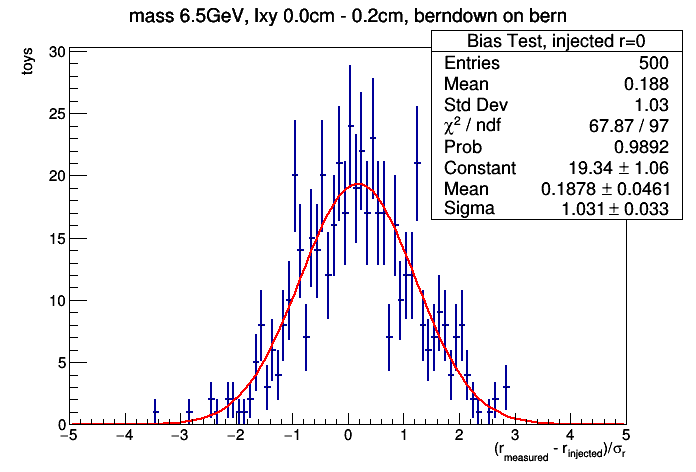 mass 6.5GeV, lxy 0.0cm - 0.2cm, berndown on bern
Bias Test, injected r=0
Entries 500
Mean 0.188
Std Dev 1.03
χ² / ndf 67.87 / 97
Prob 0.9892
Constant 19.34 ± 1.06
Mean 0.1878 ± 0.0461
Sigma 1.031 ± 0.033
toys
30
25
20
15
10
5
0
−5 −4 −3 −2 −1 0 1 2 3 4 5
(r_measured - r_injected)/σ_r